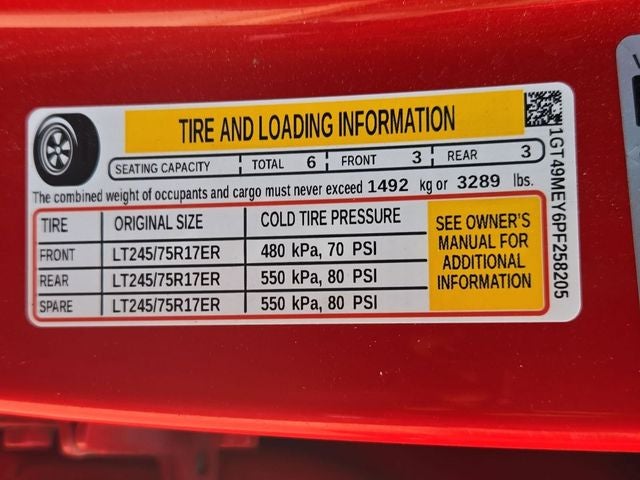 TIRE AND LOADING INFORMATION
SEATING CAPACITY TOTAL 6 FRONT 3 REAR 3
The combined weight of occupants and cargo must never exceed 1492 kg or 3289 lbs.
TIRE ORIGINAL SIZE COLD TIRE PRESSURE
FRONT LT245/75R17ER 480 kPa, 70 PSI
REAR LT245/75R17ER 550 kPa, 80 PSI
SPARE LT245/75R17ER 550 kPa, 80 PSI
SEE OWNER'S
MANUAL FOR
ADDITIONAL
INFORMATION
1GT49MEY6PF258205